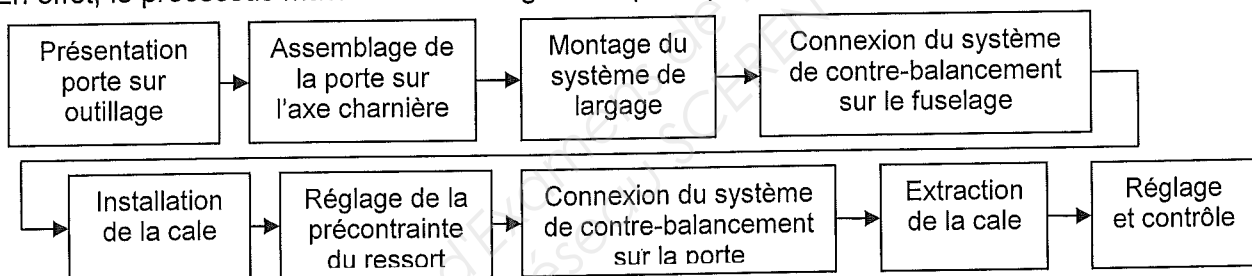 Présentation
porte sur
outillage
Assemblage de
la porte sur
l'axe charnière
Montage du
système de
largage
Connexion du système
de contre-balancement
sur le fuselage
Installation
de la cale
Réglage de la
précontrainte
du ressort
Connexion du système
de contre-balancement
sur la porte
Extraction
de la cale
Réglage
et contrôle